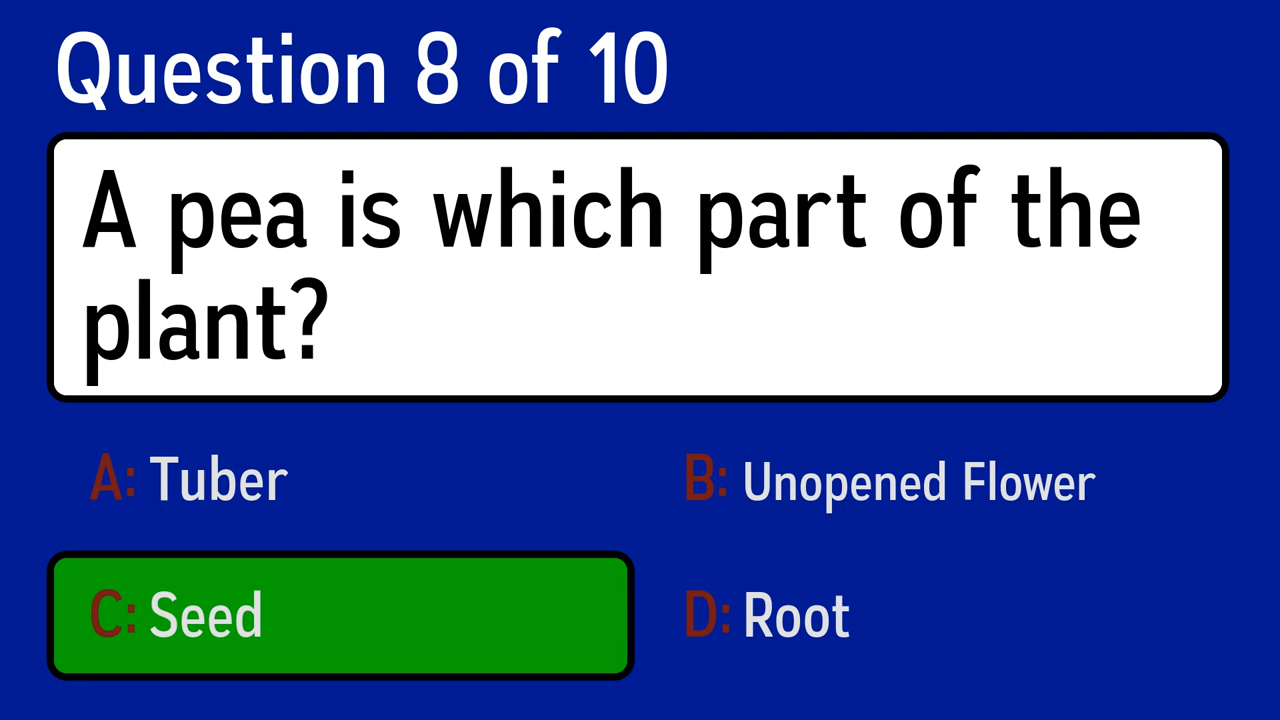 Question 8 of 10
A pea is which part of the
plant?
A: Tuber
B: Unopened Flower
C: Seed
D: Root